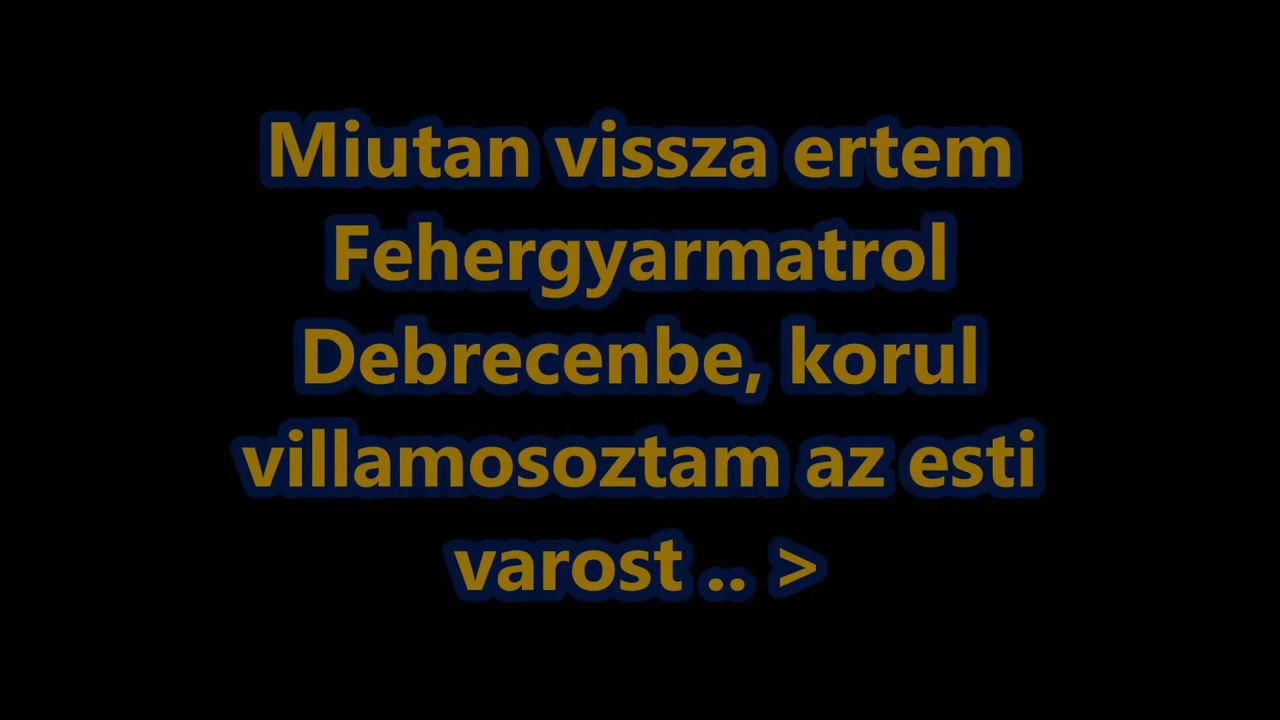 Miutan vissza ertem
Fehergyarmatrol
Debrecenbe, korul
villamosoztam az esti
varost .. >